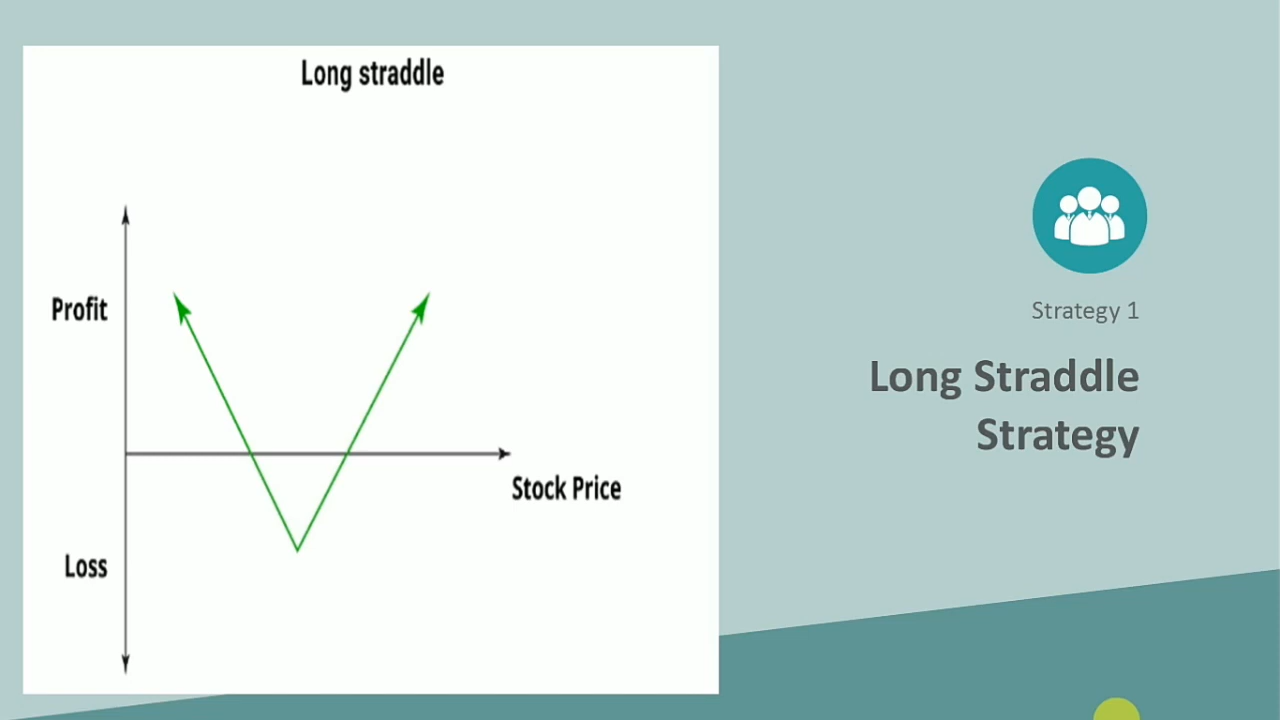 Long straddle
Profit
Stock Price
Loss
Strategy 1
Long Straddle
Strategy